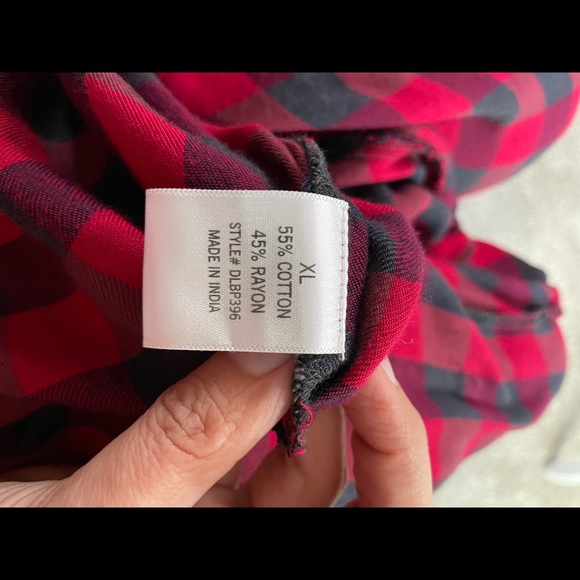 XL
55% COTTON
45% RAYON
STYLE# DLBP396
MADE IN INDIA